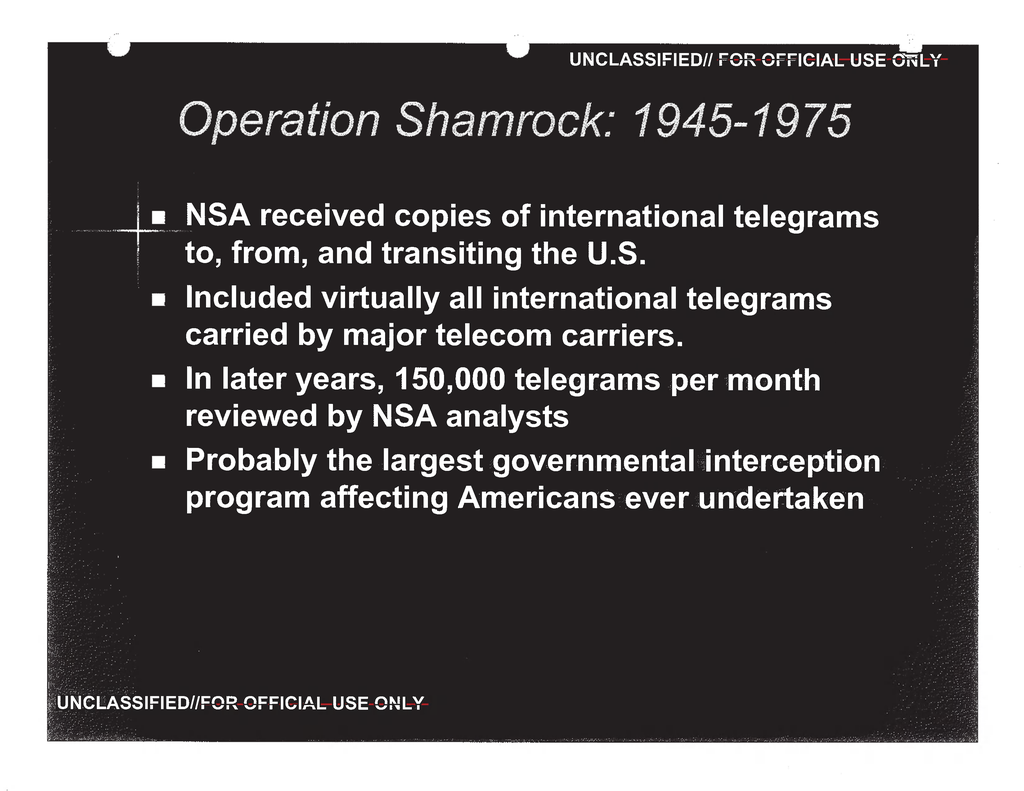 UNCLASSIFIED// FOR OFFICIAL USE ONLY
Operation Shamrock: 1945-1975
■ NSA received copies of international telegrams
to, from, and transiting the U.S.
■ Included virtually all international telegrams
carried by major telecom carriers.
■ In later years, 150,000 telegrams per month
reviewed by NSA analysts
■ Probably the largest governmental interception
program affecting Americans ever undertaken
UNCLASSIFIED//FOR OFFICIAL USE ONLY